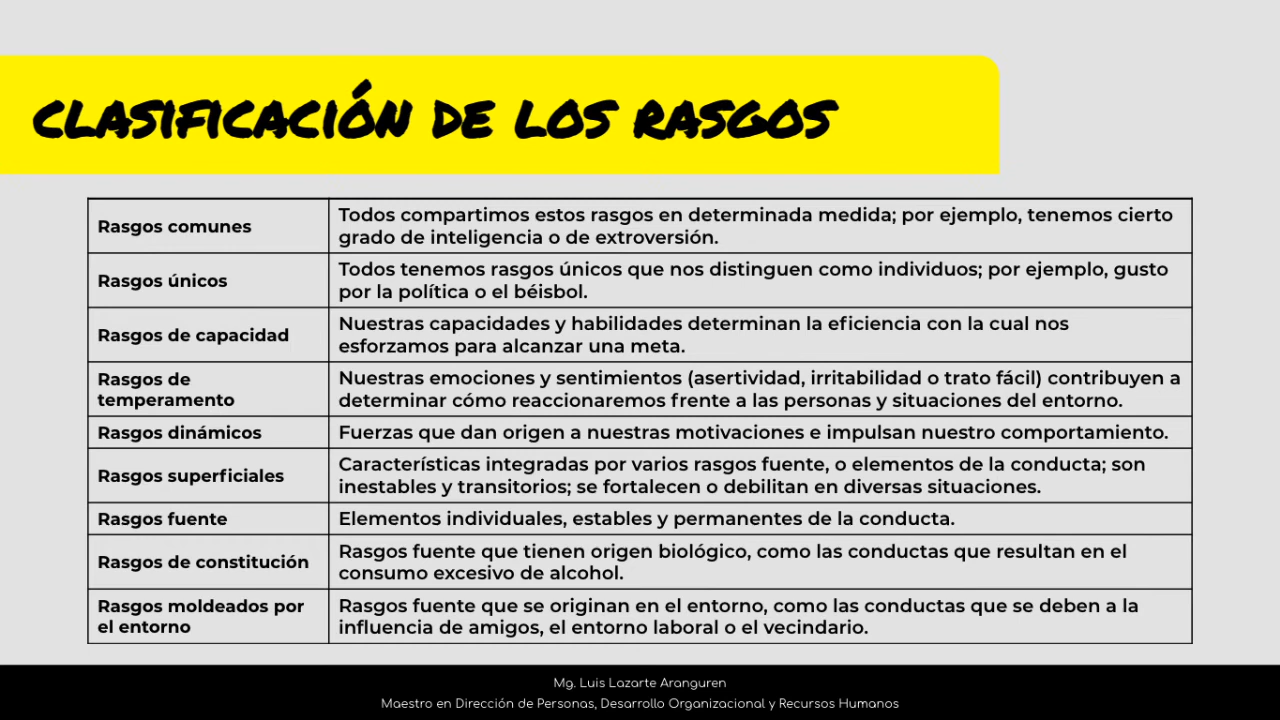 CLASIFICACIÓN DE LOS RASGOS
Rasgos comunes
Todos compartimos estos rasgos en determinada medida; por ejemplo, tenemos cierto
grado de inteligencia o de extroversión.
Rasgos únicos
Todos tenemos rasgos únicos que nos distinguen como individuos; por ejemplo, gusto
por la política o el béisbol.
Rasgos de capacidad
Nuestras capacidades y habilidades determinan la eficiencia con la cual nos
esforzamos para alcanzar una meta.
Rasgos de
temperamento
Nuestras emociones y sentimientos (asertividad, irritabilidad o trato fácil) contribuyen a
determinar cómo reaccionaremos frente a las personas y situaciones del entorno.
Rasgos dinámicos
Fuerzas que dan origen a nuestras motivaciones e impulsan nuestro comportamiento.
Rasgos superficiales
Características integradas por varios rasgos fuente, o elementos de la conducta; son
inestables y transitorios; se fortalecen o debilitan en diversas situaciones.
Rasgos fuente
Elementos individuales, estables y permanentes de la conducta.
Rasgos de constitución
Rasgos fuente que tienen origen biológico, como las conductas que resultan en el
consumo excesivo de alcohol.
Rasgos moldeados por
el entorno
Rasgos fuente que se originan en el entorno, como las conductas que se deben a la
influencia de amigos, el entorno laboral o el vecindario.
Mg. Luis Lazarte Aranguren
Maestro en Dirección de Personas, Desarrollo Organizacional y Recursos Humanos